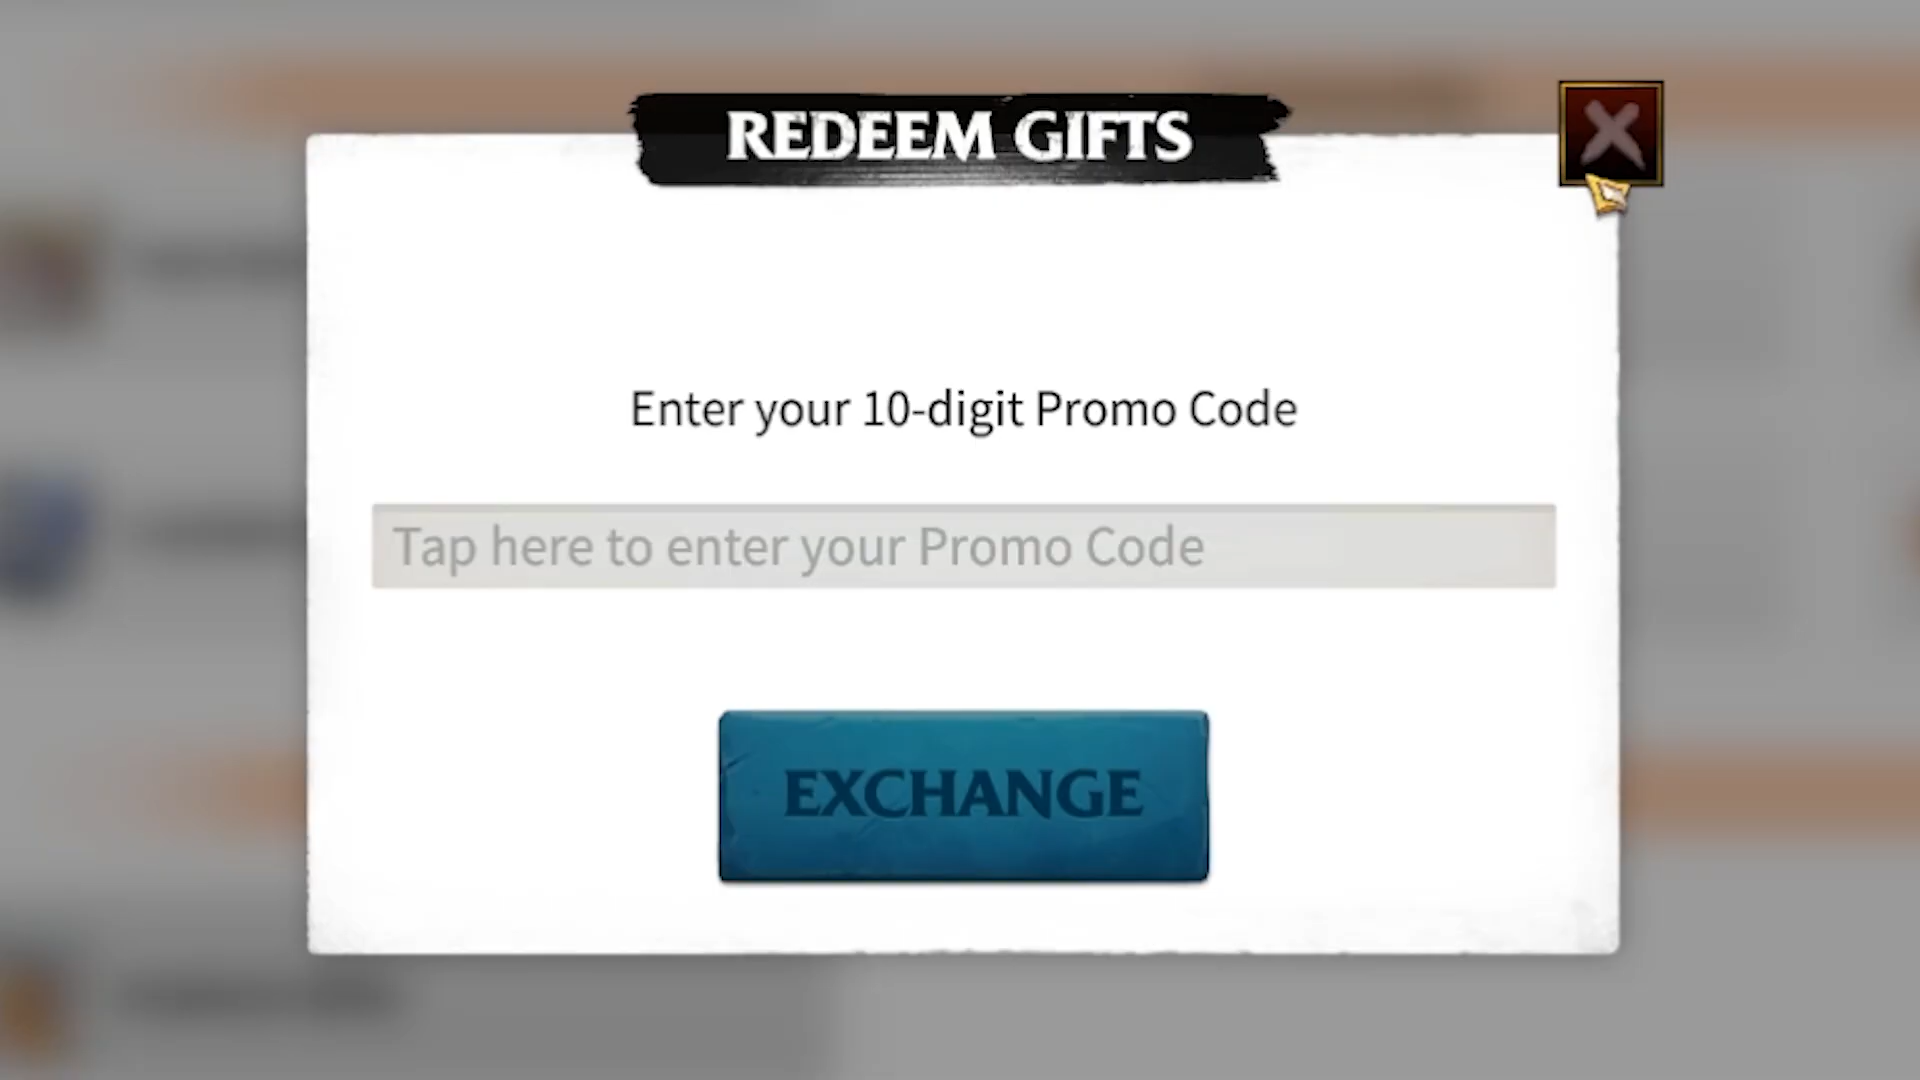 REDEEM GIFTS
Enter your 10-digit Promo Code
Tap here to enter your Promo Code
EXCHANGE